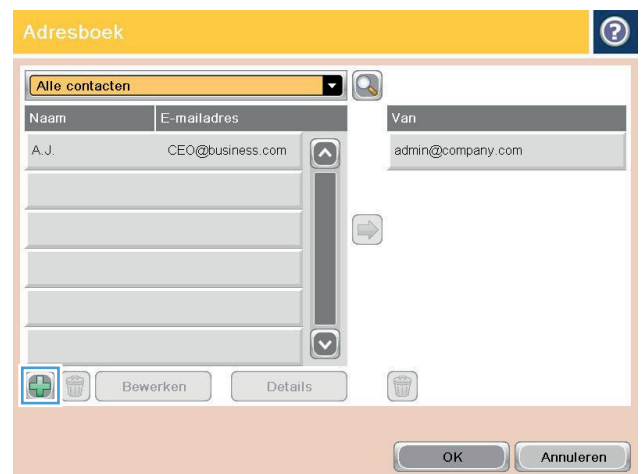 Adresboek
Alle contacten
Naam E-mailadres Van
A.J. CEO@business.com admin@company.com
Bewerken Details
OK Annuleren